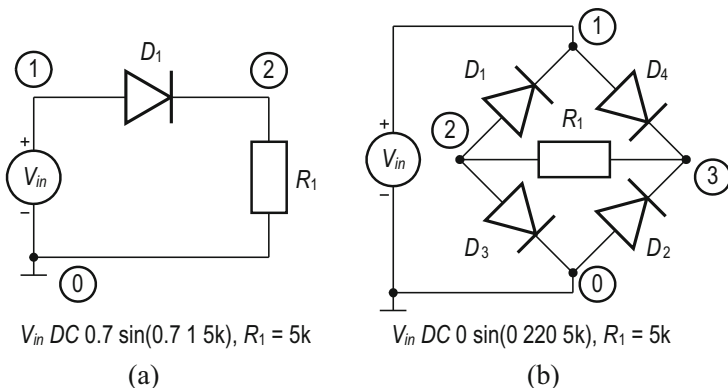 1
D1
2
+
Vin
−
R1
0
Vin DC 0.7 sin(0.7 1 5k), R1 = 5k
(a)
1
D1
D4
2
R1
+
Vin
−
3
D3
D2
0
Vin DC 0 sin(0 220 5k), R1 = 5k
(b)